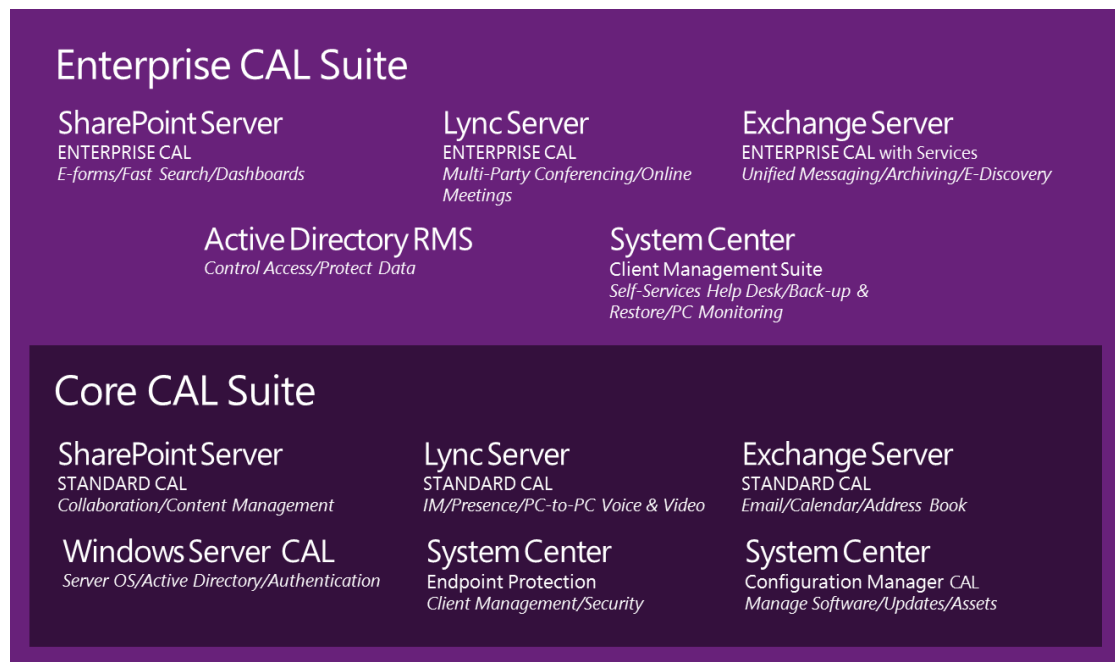 Enterprise CAL Suite
SharePoint Server
ENTERPRISE CAL
E-forms/Fast Search/Dashboards
Lync Server
ENTERPRISE CAL
Multi-Party Conferencing/Online
Meetings
Exchange Server
ENTERPRISE CAL with Services
Unified Messaging/Archiving/E-Discovery
Active Directory RMS
Control Access/Protect Data
System Center
Client Management Suite
Self-Services Help Desk/Back-up &
Restore/PC Monitoring
Core CAL Suite
SharePoint Server
STANDARD CAL
Collaboration/Content Management
Lync Server
STANDARD CAL
IM/Presence/PC-to-PC Voice & Video
Exchange Server
STANDARD CAL
Email/Calendar/Address Book
Windows Server CAL
Server OS/Active Directory/Authentication
System Center
Endpoint Protection
Client Management/Security
System Center
Configuration Manager CAL
Manage Software/Updates/Assets